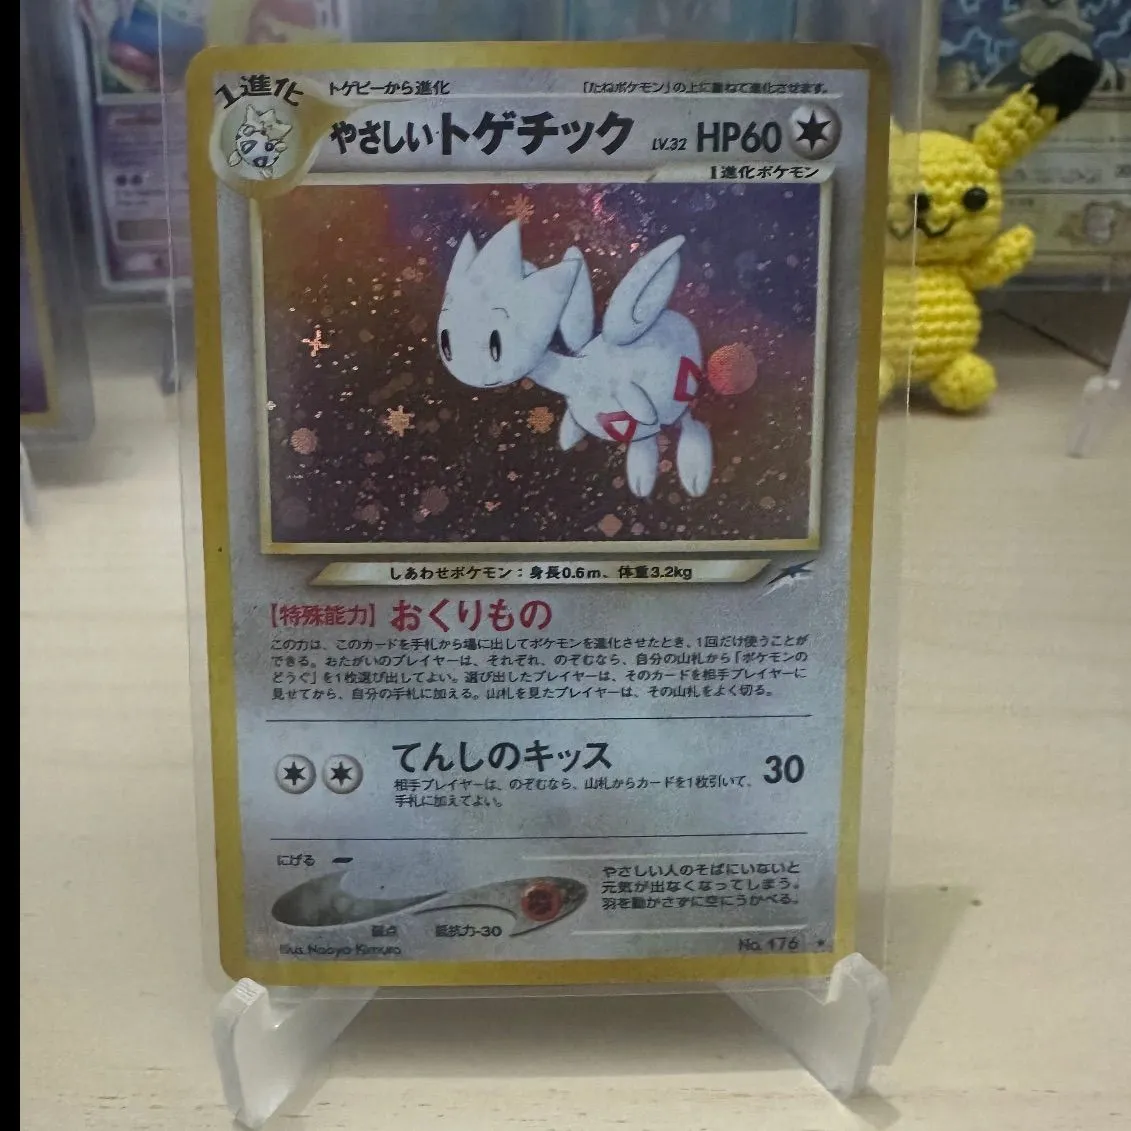 1進化
トゲピーから進化
「たねポケモン」の上に重ねて進化させます。
やさしいトゲチック LV.32 HP60
1進化ポケモン
しあわせポケモン：身長0.6m、体重3.2kg
【特殊能力】おくりもの
この力は、このカードを手札から場に出してポケモンを進化させたとき、1回だけ使うことが
できる。おたがいのプレイヤーは、それぞれ、のぞむなら、自分の山札から「ポケモンの
どうぐ」を1枚選び出してよい。選び出したプレイヤーは、そのカードを相手プレイヤーに
見せてから、自分の手札に加える。山札を見たプレイヤーは、その山札をよく切る。
てんしのキッス 30
相手プレイヤーは、のぞむなら、山札からカードを1枚引いて、
手札に加えてよい。
にげる
やさしい人のそばにいないと
元気が出なくなってしまう。
羽を動かさずに空にうかべる。
弱点 抵抗力-30
Illus. Naoyo Kimura
No. 176